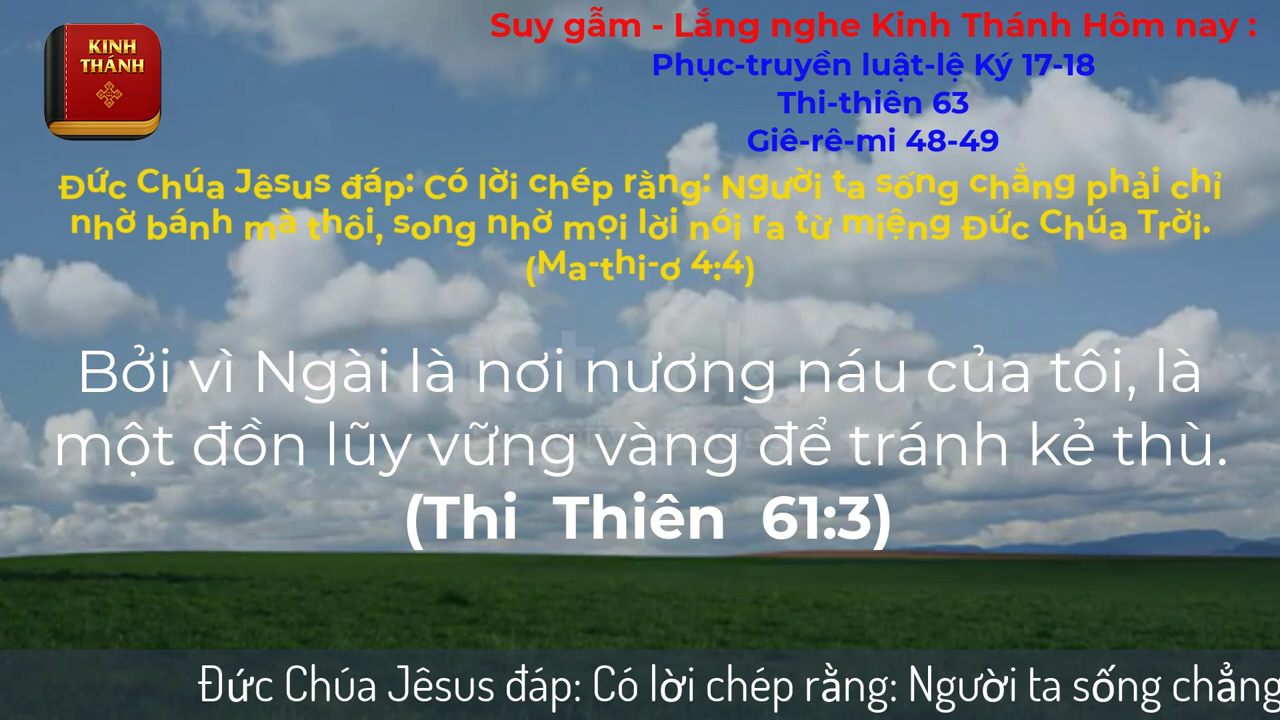 KINH
THÁNH
Suy gẫm - Lắng nghe Kinh Thánh Hôm nay :
Phục-truyền luật-lệ Ký 17-18
Thi-thiên 63
Giê-rê-mi 48-49
Đức Chúa Jêsus đáp: Có lời chép rằng: Người ta sống chẳng phải chỉ
nhờ bánh mà thôi, song nhờ mọi lời nói ra từ miệng Đức Chúa Trời.
(Ma-thi-ơ 4:4)
Bởi vì Ngài là nơi nương náu của tôi, là
một đồn lũy vững vàng để tránh kẻ thù.
(Thi Thiên 61:3)
Đức Chúa Jêsus đáp: Có lời chép rằng: Người ta sống chẳng